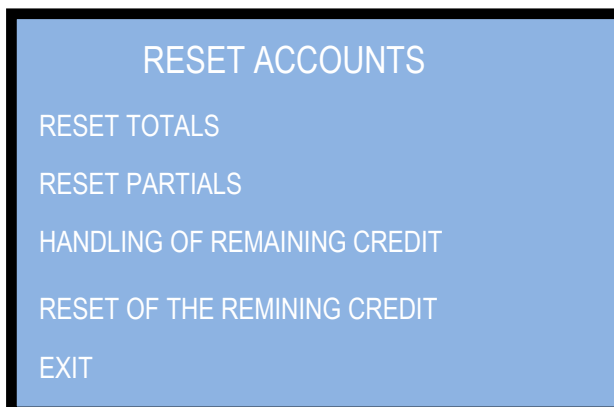 RESET ACCOUNTS
RESET TOTALS
RESET PARTIALS
HANDLING OF REMAINING CREDIT
RESET OF THE REMINING CREDIT
EXIT